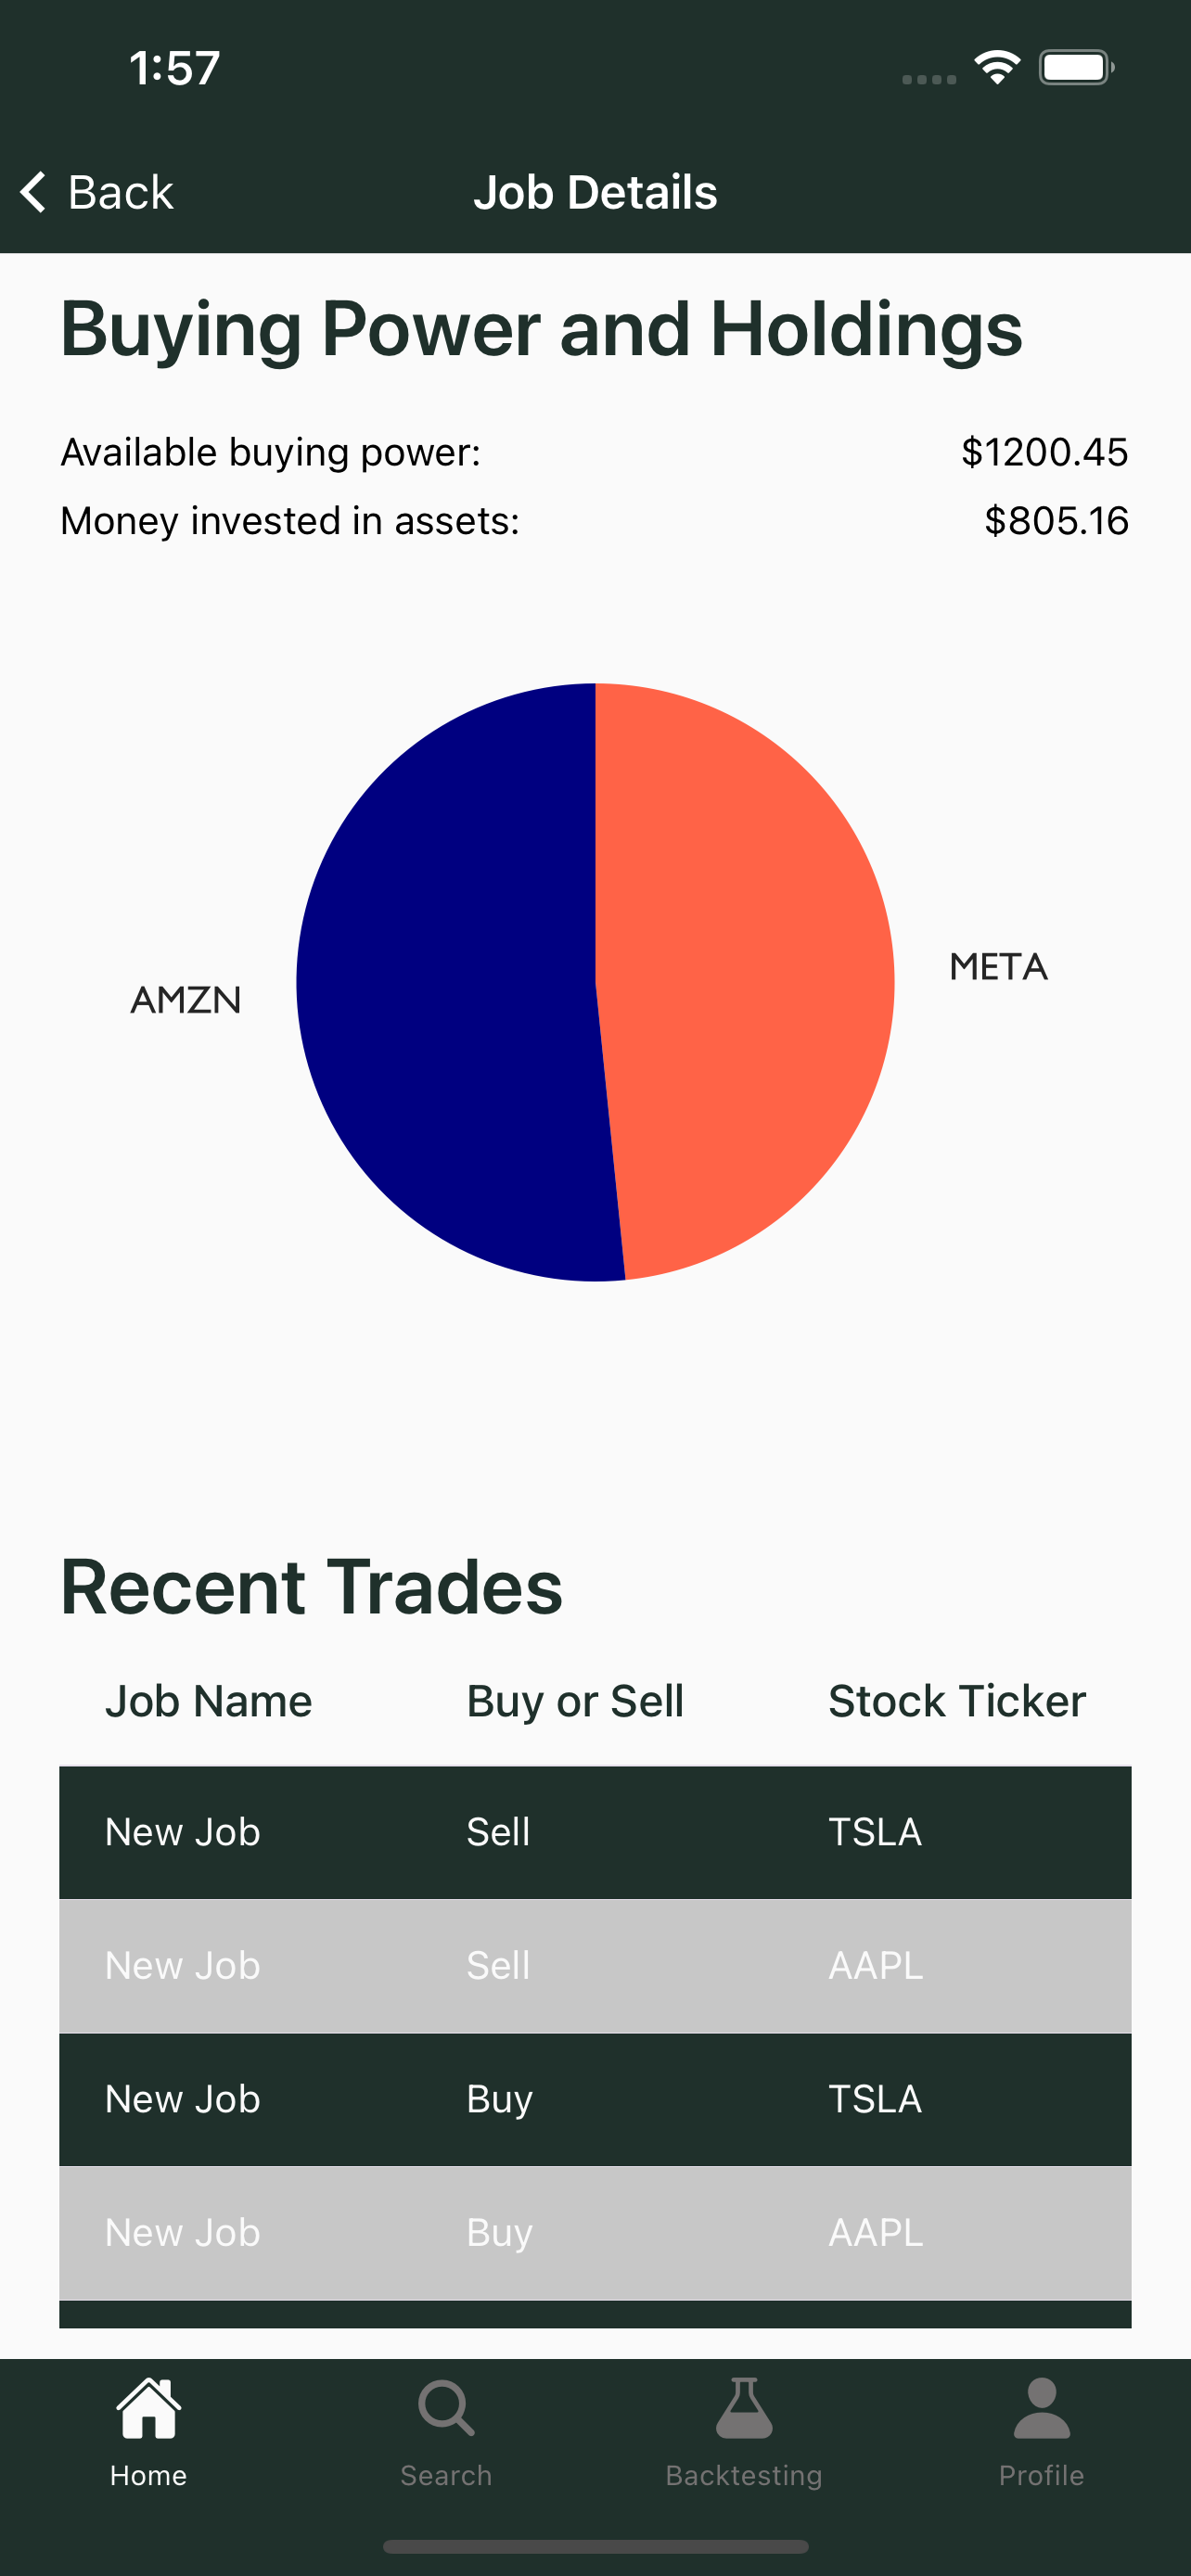 1:57
Back Job Details
Buying Power and Holdings
Available buying power: $1200.45
Money invested in assets: $805.16
META
AMZN
Recent Trades
Job Name Buy or Sell Stock Ticker
New Job Sell TSLA
New Job Sell AAPL
New Job Buy TSLA
New Job Buy AAPL
Home Search Backtesting Profile